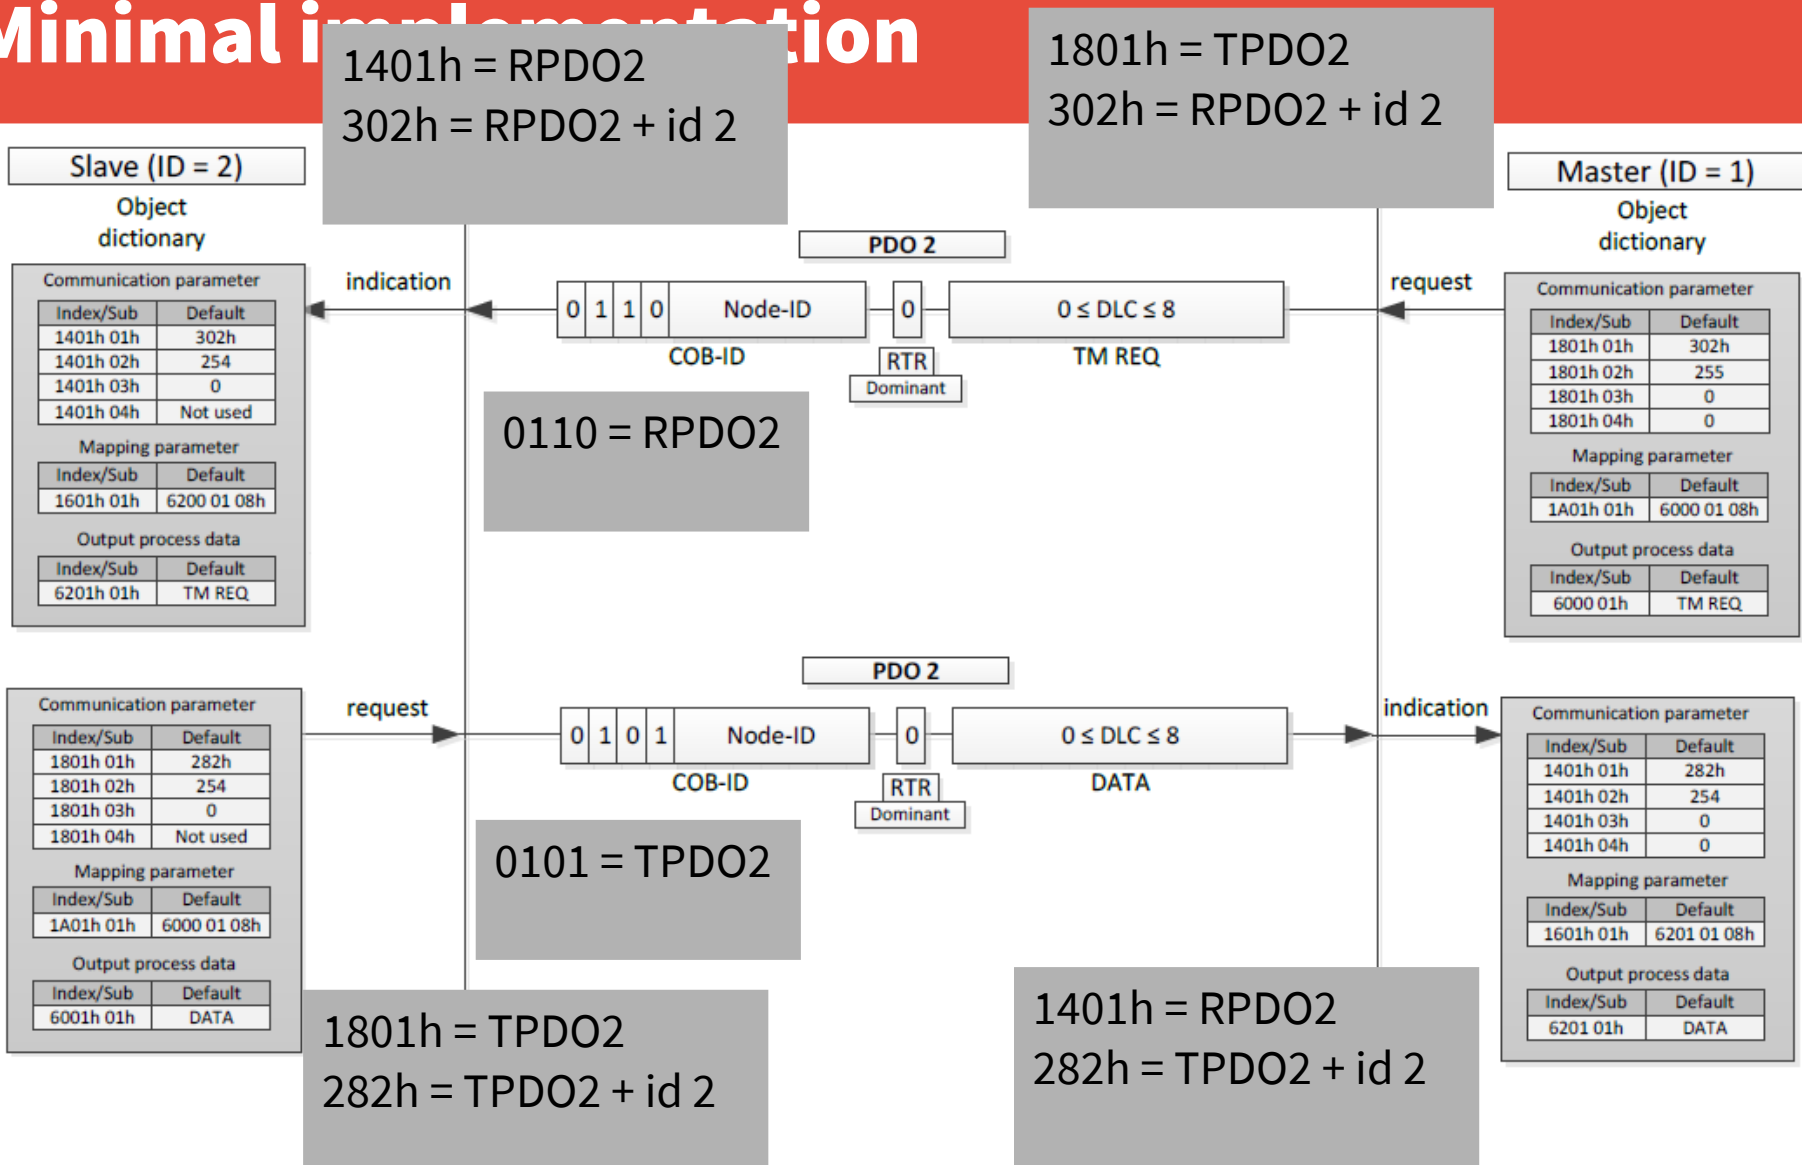 Minimal implementation
1401h = RPDO2
302h = RPDO2 + id 2
1801h = TPDO2
302h = RPDO2 + id 2
Slave (ID = 2)
Object
dictionary
Communication parameter
Index/Sub Default
1401h 01h 302h
1401h 02h 254
1401h 03h 0
1401h 04h Not used
Mapping parameter
Index/Sub Default
1601h 01h 6200 01 08h
Output process data
Index/Sub Default
6201h 01h TM REQ
indication
PDO 2
0 1 1 0 Node-ID 0 0 ≤ DLC ≤ 8
COB-ID RTR TM REQ
Dominant
0110 = RPDO2
request
Master (ID = 1)
Object
dictionary
Communication parameter
Index/Sub Default
1801h 01h 302h
1801h 02h 255
1801h 03h 0
1801h 04h 0
Mapping parameter
Index/Sub Default
1A01h 01h 6000 01 08h
Output process data
Index/Sub Default
6000 01h TM REQ
Communication parameter
Index/Sub Default
1801h 01h 282h
1801h 02h 254
1801h 03h 0
1801h 04h Not used
Mapping parameter
Index/Sub Default
1A01h 01h 6000 01 08h
Output process data
Index/Sub Default
6001h 01h DATA
request
PDO 2
0 1 0 1 Node-ID 0 0 ≤ DLC ≤ 8
COB-ID RTR DATA
Dominant
0101 = TPDO2
indication
Communication parameter
Index/Sub Default
1401h 01h 282h
1401h 02h 254
1401h 03h 0
1401h 04h 0
Mapping parameter
Index/Sub Default
1601h 01h 6201 01 08h
Output process data
Index/Sub Default
6201 01h DATA
1801h = TPDO2
282h = TPDO2 + id 2
1401h = RPDO2
282h = TPDO2 + id 2